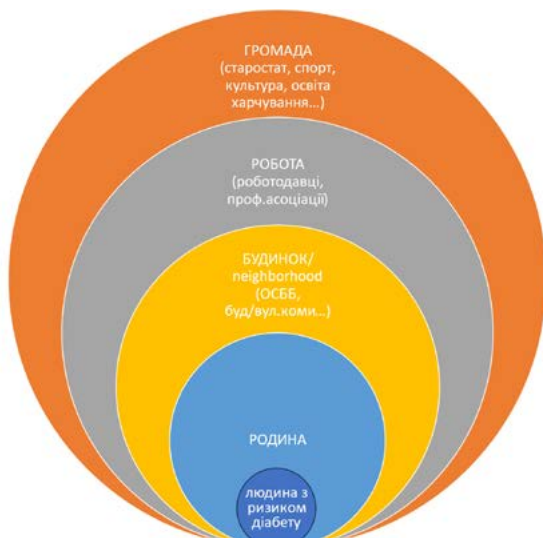 ГРОМАДА
(старостат, спорт,
культура, освіта
харчування...)
РОБОТА
(роботодавці,
проф.асоціації)
БУДИНОК/
neighborhood
(ОСББ,
буд/вул.коми...)
РОДИНА
людина з
ризиком
діабету